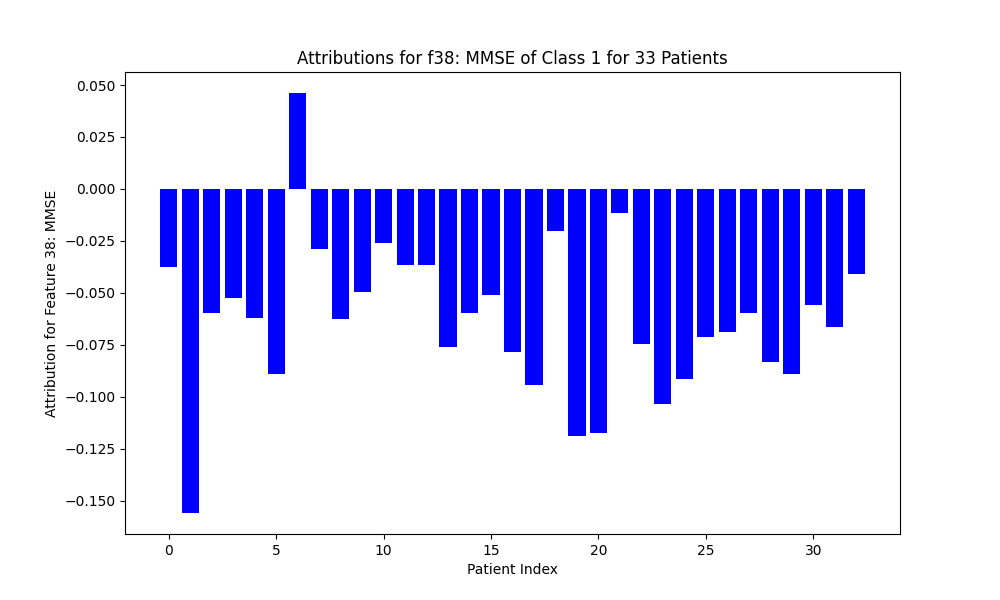 Attributions for f38: MMSE of Class 1 for 33 Patients
Attribution for Feature 38: MMSE
0.050
0.025
0.000
−0.025
−0.050
−0.075
−0.100
−0.125
−0.150
0 5 10 15 20 25 30
Patient Index